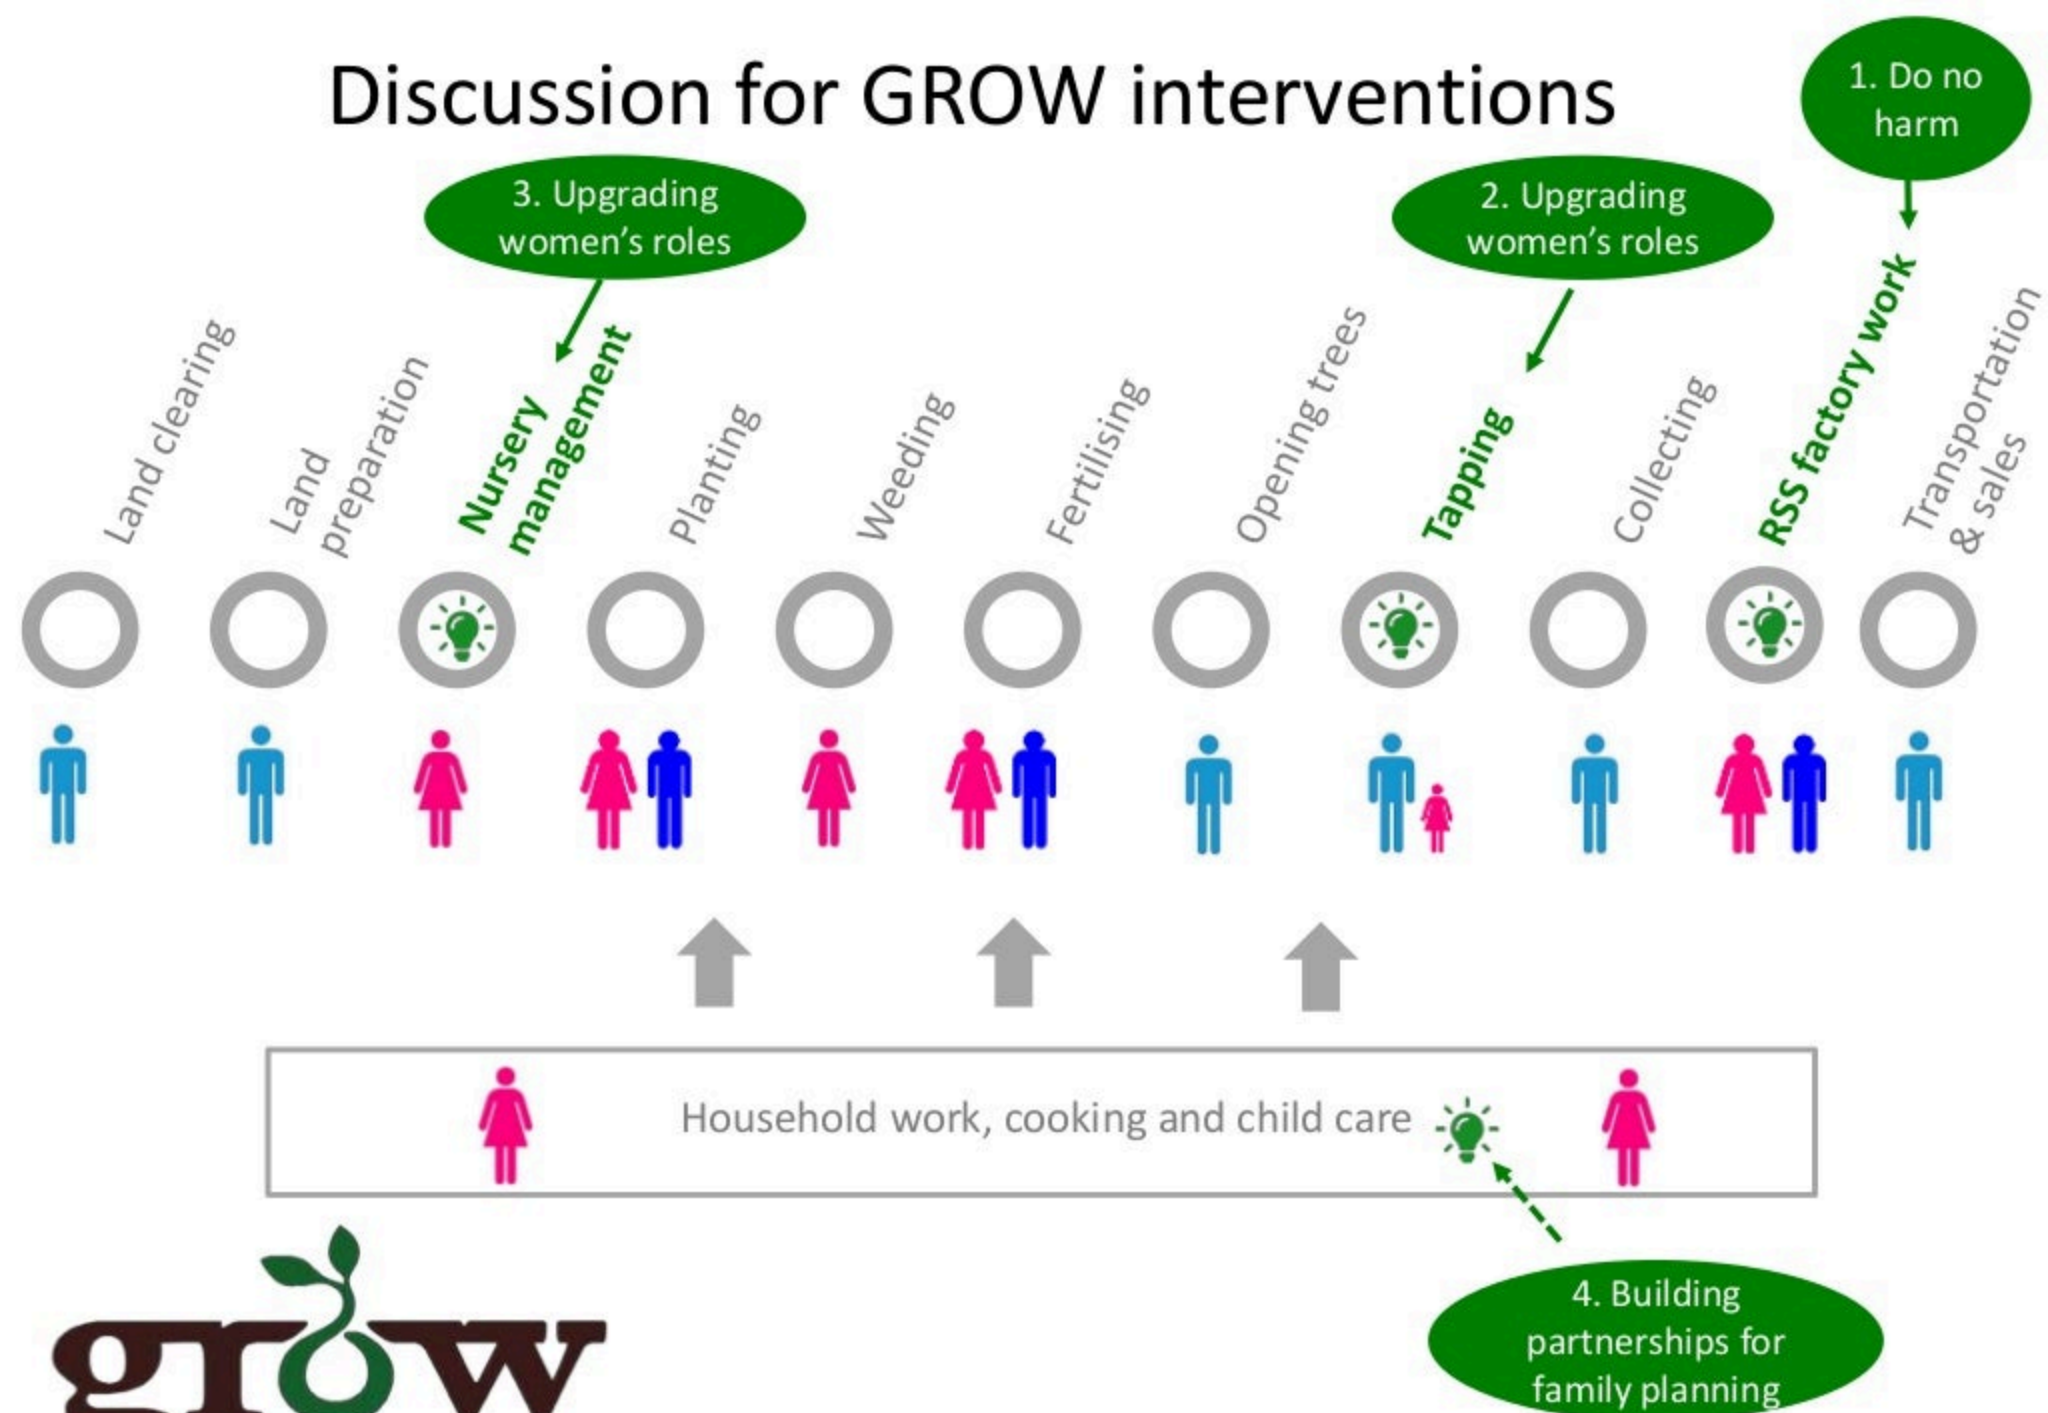 Discussion for GROW interventions
1. Do no
harm
3. Upgrading
women's roles
2. Upgrading
women's roles
Land clearing
Land
preparation
Nursery
management
Planting
Weeding
Fertilising
Opening trees
Tapping
Collecting
RSS factory work
Transportation
& sales
Household work, cooking and child care
4. Building
partnerships for
family planning
grow